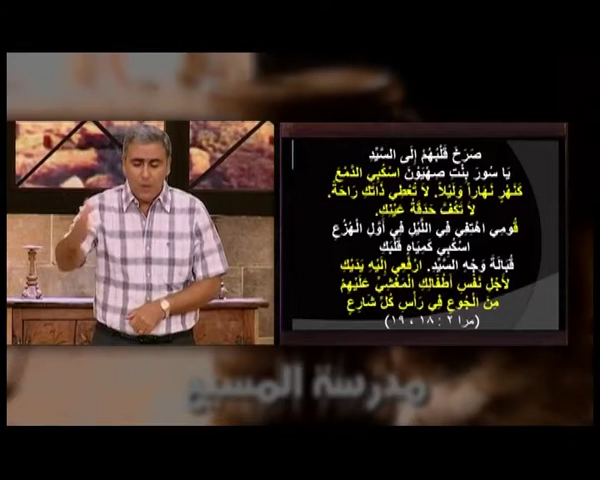 صَرَخَ قَلْبُهُمْ إِلَى السَّيِّدِ
يَا سُورَ بِنْتِ صِهْيَوْنَ اسْكُبِي الدَّمْعَ
كَنَهْرٍ نَهَاراً وَلَيْلاً. لاَ تُعْطِي ذَاتَكِ رَاحَةً.
لاَ تَكُفَّ حَدَقَةُ عَيْنِكِ.
قُومِي اهْتِفِي فِي اللَّيْلِ فِي أَوَّلِ الْهُزُعِ
اسْكُبِي كَمِيَاهٍ قَلْبَكِ
قُبَالَةَ وَجْهِ السَّيِّدِ. ارْفَعِي إِلَيْهِ يَدَيْكِ
لأَجْلِ نَفْسِ أَطْفَالِكِ الْمَغْشِيِّ عَلَيْهِمْ
مِنَ الْجُوعِ فِي رَأْسِ كُلِّ شَارِعٍ
(مرا ٢ : ١٨ ، ١٩)
مدرسة المسيح